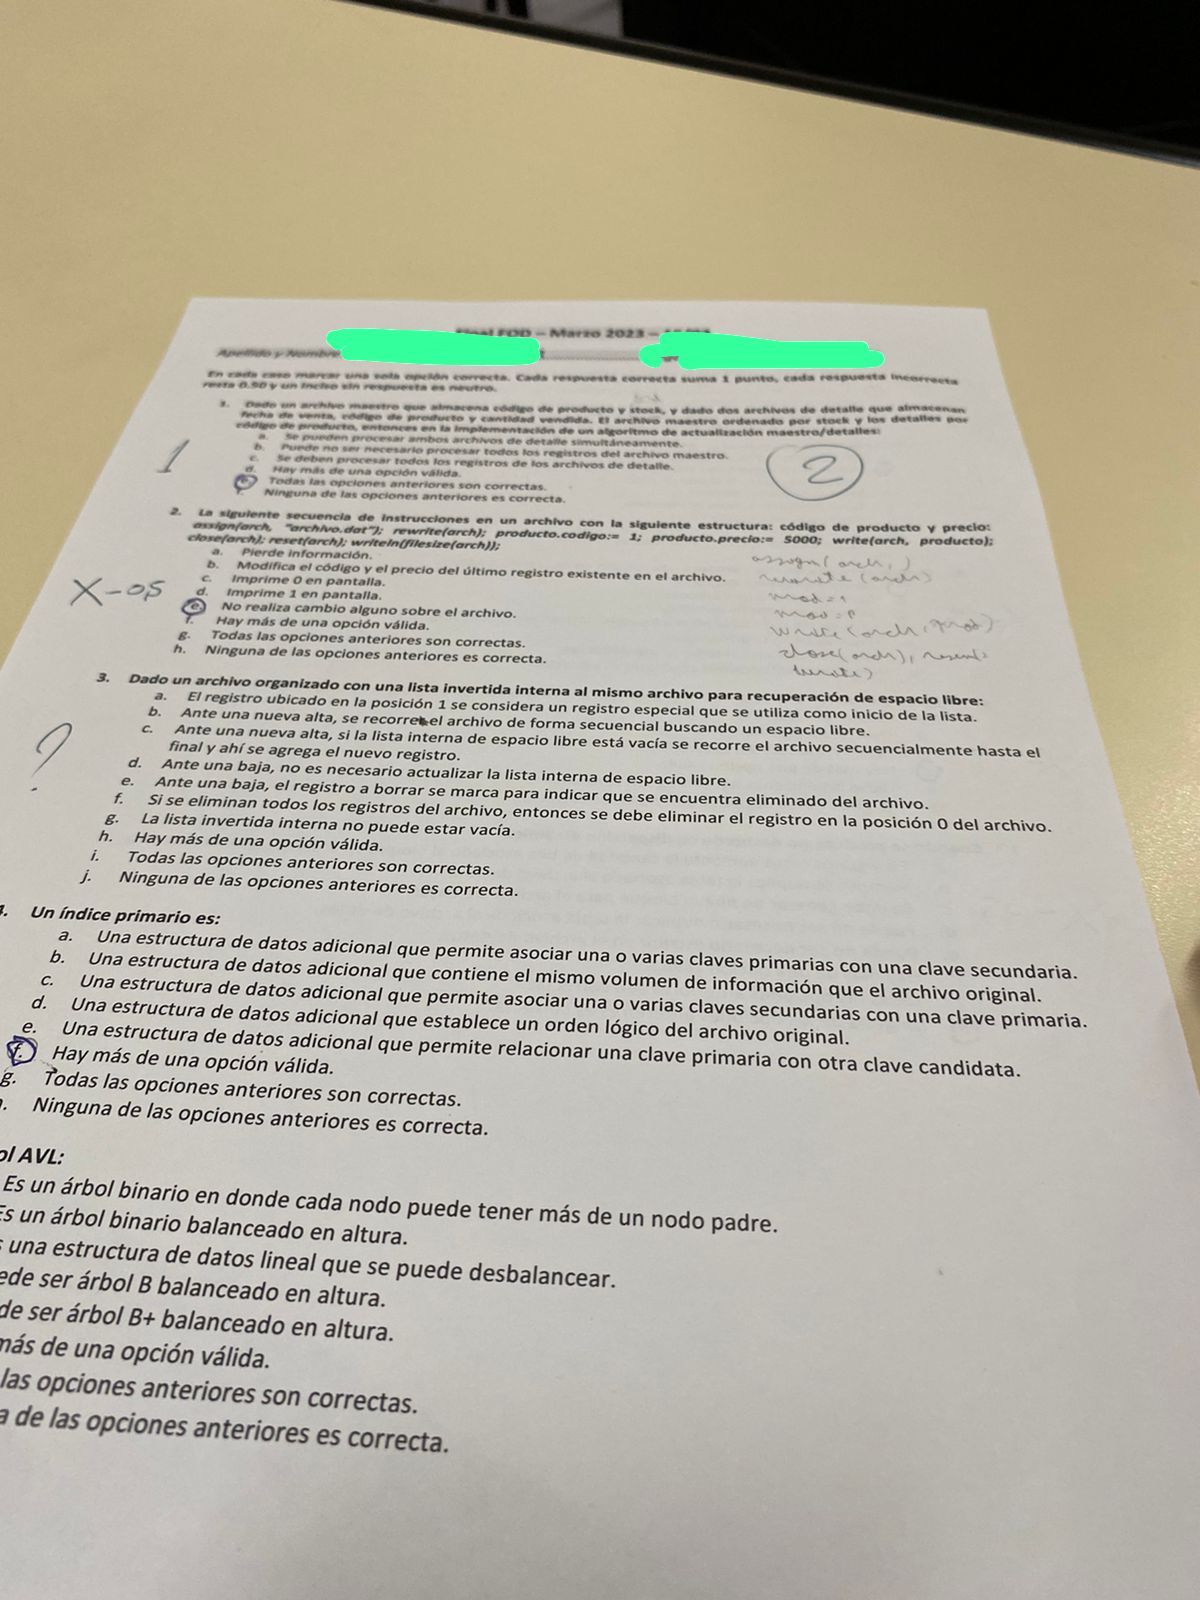 Final FOD – Marzo 2023 –
Apellido y Nombre
En cada caso marcar una sola opción correcta. Cada respuesta correcta suma 1 punto, cada respuesta incorrecta
resta 0.50 y un inciso sin respuesta es neutro.
1. Dado un archivo maestro que almacena código de producto y stock, y dado dos archivos de detalle que almacenan
fecha de venta, código de producto y cantidad vendida. El archivo maestro ordenado por stock y los detalles por
código de producto, entonces en la implementación de un algoritmo de actualización maestro/detalles:
a. Se pueden procesar ambos archivos de detalle simultáneamente.
b. Puede no ser necesario procesar todos los registros del archivo maestro.
c. Se deben procesar todos los registros de los archivos de detalle.
d. Hay más de una opción válida.
e. Todas las opciones anteriores son correctas.
f. Ninguna de las opciones anteriores es correcta.
1
2
2. La siguiente secuencia de instrucciones en un archivo con la siguiente estructura: código de producto y precio:
assign(arch, "archivo.dat"); rewrite(arch); producto.codigo:= 1; producto.precio:= 5000; write(arch, producto);
close(arch); reset(arch); writeln(filesize(arch));
a. Pierde información.
b. Modifica el código y el precio del último registro existente en el archivo.
c. Imprime 0 en pantalla.
d. Imprime 1 en pantalla.
e. No realiza cambio alguno sobre el archivo.
f. Hay más de una opción válida.
g. Todas las opciones anteriores son correctas.
h. Ninguna de las opciones anteriores es correcta.
X-05
assign(arch, )
rewrite (arch)
write (arch, prod)
close(arch),
3. Dado un archivo organizado con una lista invertida interna al mismo archivo para recuperación de espacio libre:
a. El registro ubicado en la posición 1 se considera un registro especial que se utiliza como inicio de la lista.
b. Ante una nueva alta, se recorre el archivo de forma secuencial buscando un espacio libre.
c. Ante una nueva alta, si la lista interna de espacio libre está vacía se recorre el archivo secuencialmente hasta el
final y ahí se agrega el nuevo registro.
d. Ante una baja, no es necesario actualizar la lista interna de espacio libre.
e. Ante una baja, el registro a borrar se marca para indicar que se encuentra eliminado del archivo.
f. Si se eliminan todos los registros del archivo, entonces se debe eliminar el registro en la posición 0 del archivo.
g. La lista invertida interna no puede estar vacía.
h. Hay más de una opción válida.
i. Todas las opciones anteriores son correctas.
j. Ninguna de las opciones anteriores es correcta.
?
4. Un índice primario es:
a. Una estructura de datos adicional que permite asociar una o varias claves primarias con una clave secundaria.
b. Una estructura de datos adicional que contiene el mismo volumen de información que el archivo original.
c. Una estructura de datos adicional que permite asociar una o varias claves secundarias con una clave primaria.
d. Una estructura de datos adicional que establece un orden lógico del archivo original.
e. Una estructura de datos adicional que permite relacionar una clave primaria con otra clave candidata.
f. Hay más de una opción válida.
g. Todas las opciones anteriores son correctas.
. Ninguna de las opciones anteriores es correcta.
ol AVL:
Es un árbol binario en donde cada nodo puede tener más de un nodo padre.
Es un árbol binario balanceado en altura.
s una estructura de datos lineal que se puede desbalancear.
ede ser árbol B balanceado en altura.
de ser árbol B+ balanceado en altura.
más de una opción válida.
las opciones anteriores son correctas.
a de las opciones anteriores es correcta.